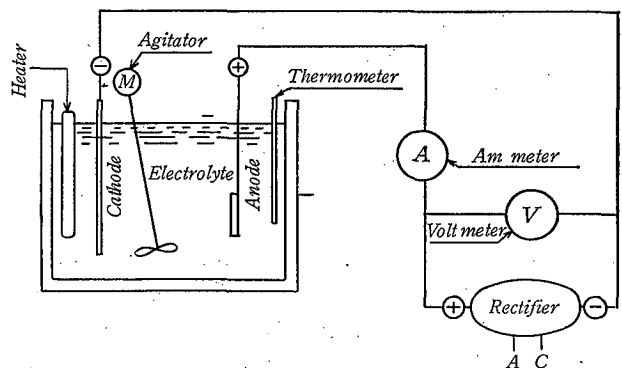 Agitator
Heater
−
M
+
Thermometer
Cathode
Electrolyte
Anode
A
Am meter
V
Volt meter
+
Rectifier
−
A C